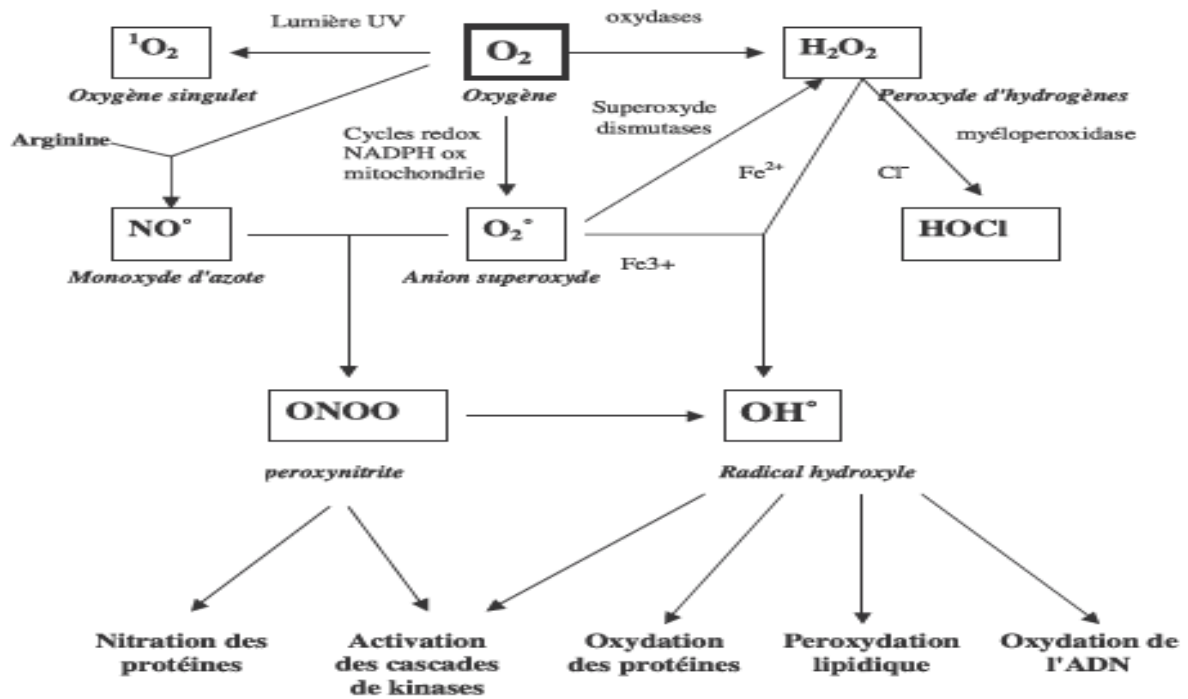 Lumière UV
oxydases
¹O₂
O₂
H₂O₂
Oxygène singulet
Oxygène
Peroxyde d'hydrogènes
Arginine
Cycles redox
NADPH ox
mitochondrie
Superoxyde
dismutases
myéloperoxidase
Fe²⁺
Cl⁻
NO°
O₂°
HOCl
Monoxyde d'azote
Anion superoxyde
Fe3+
ONOO
OH°
peroxynitrite
Radical hydroxyle
Nitration des
protéines
Activation
des cascades
de kinases
Oxydation
des protéines
Peroxydation
lipidique
Oxydation de
l'ADN